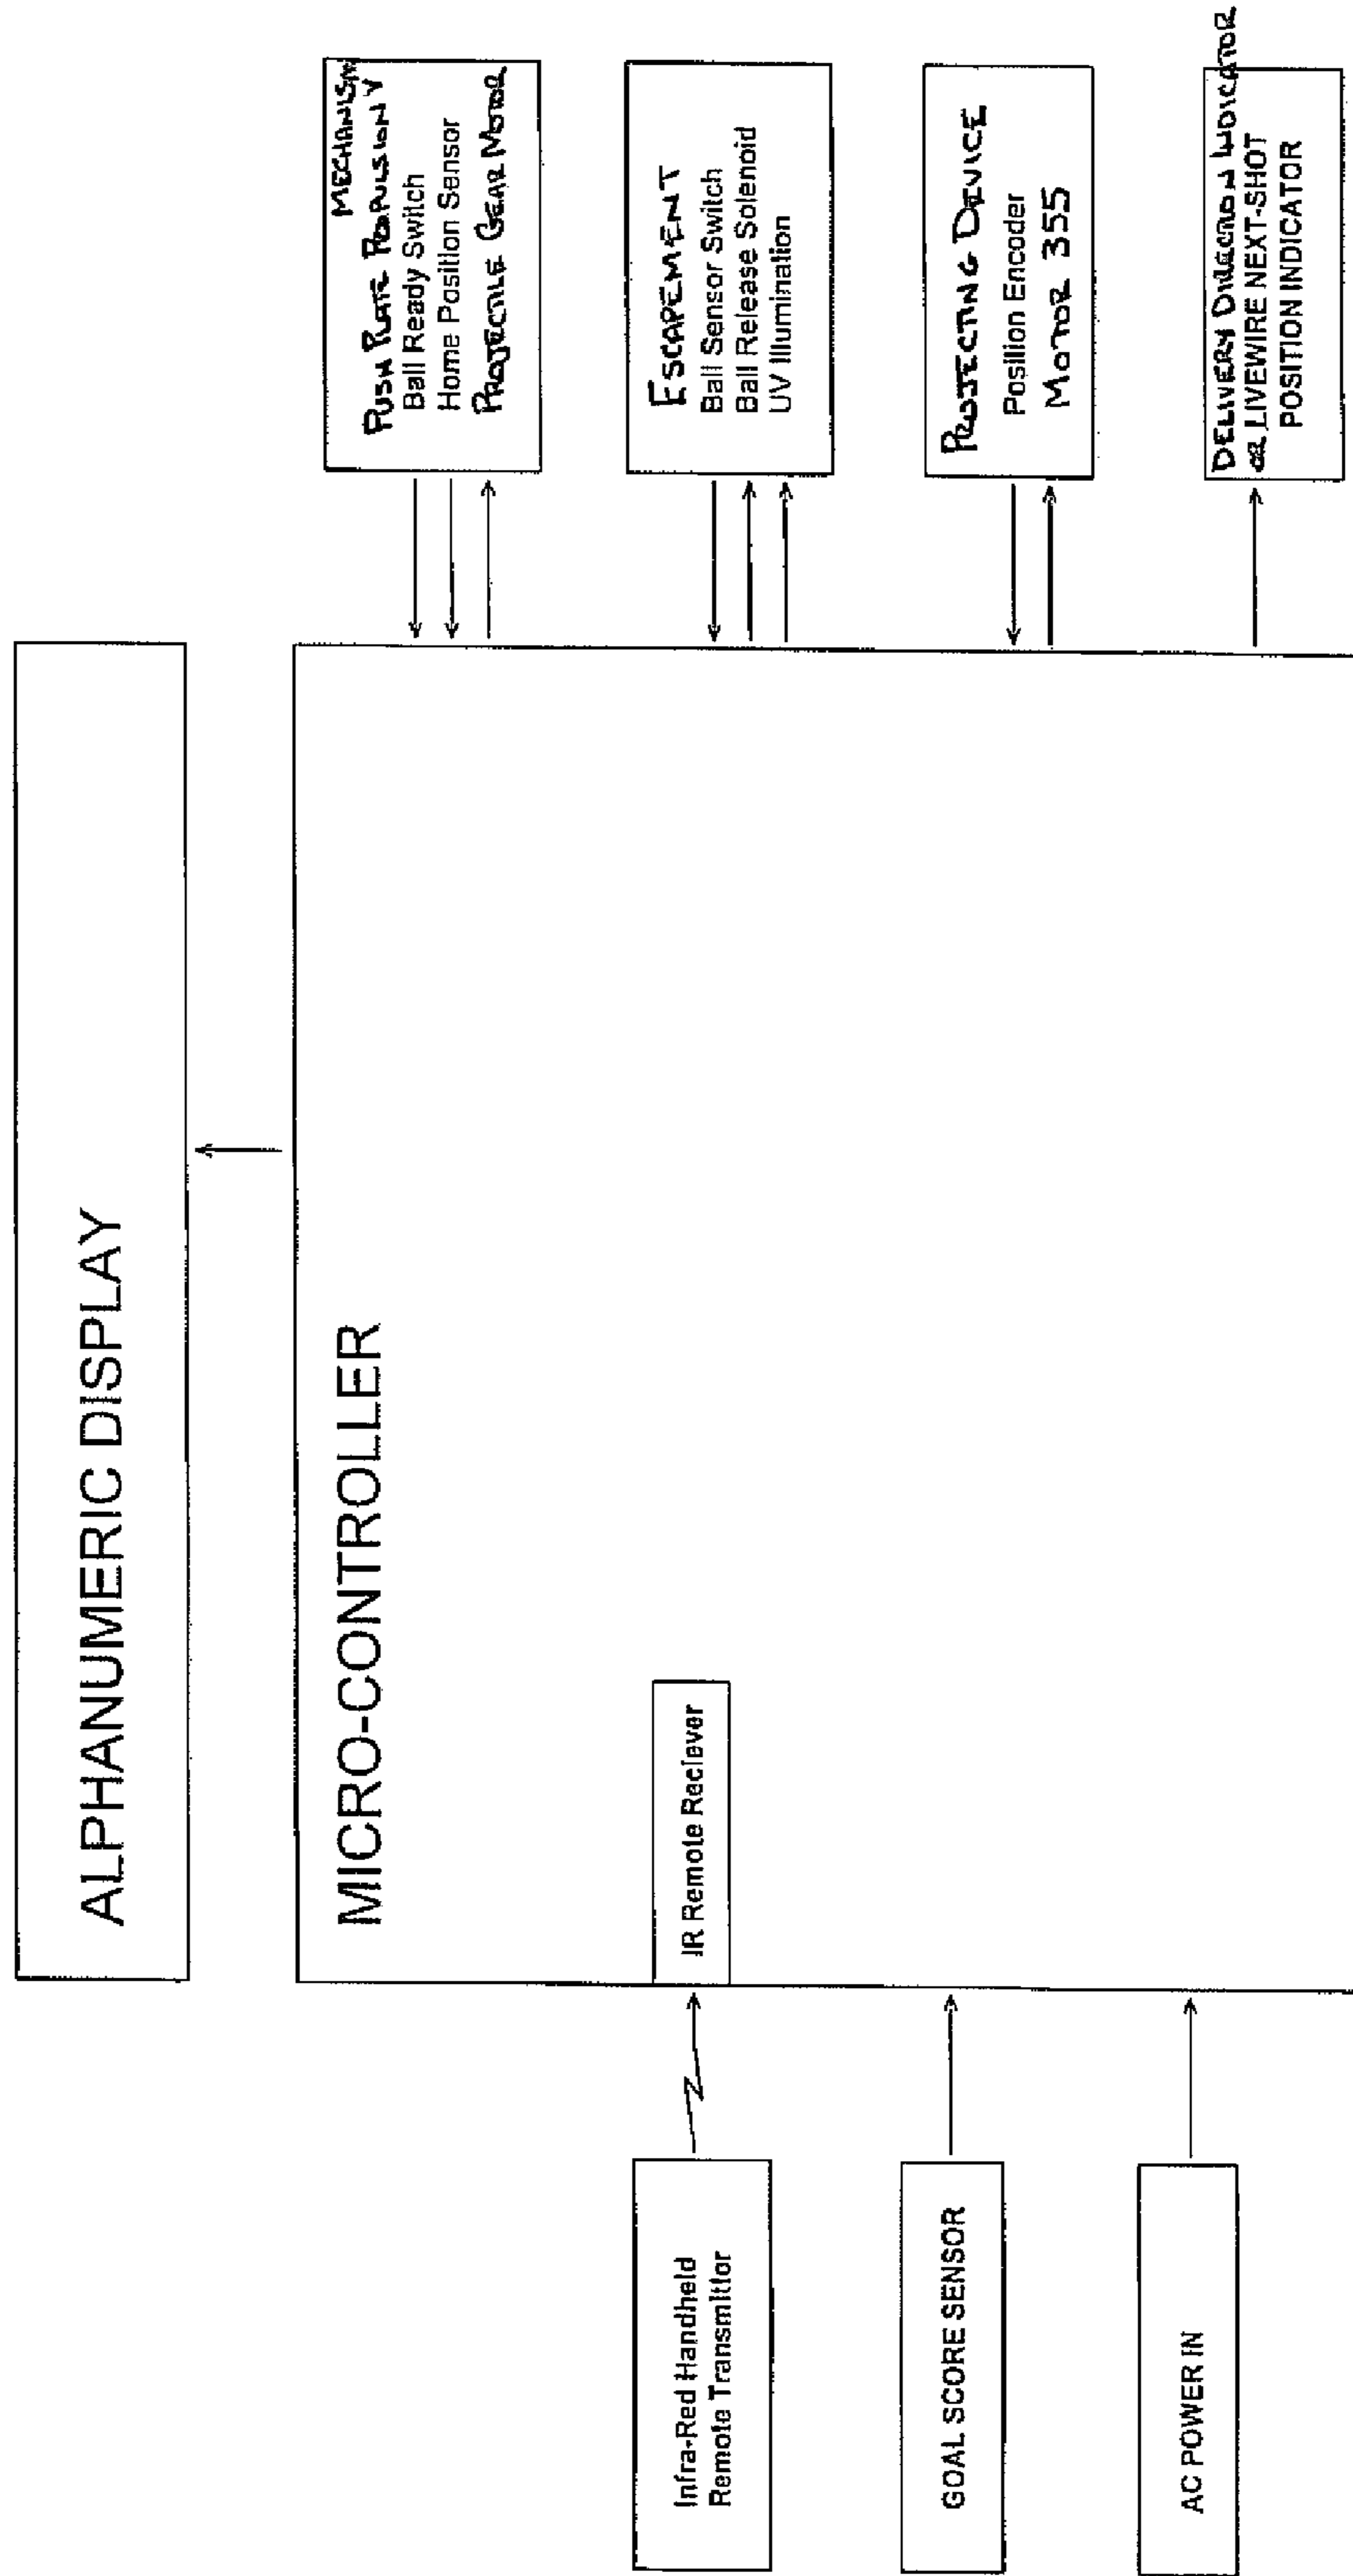 ALPHANUMERIC DISPLAY
MICRO-CONTROLLER
IR Remote Reciever
Infra-Red Handheld
Remote Transmittor
GOAL SCORE SENSOR
AC POWER IN
MECHANISM
PUSH PLATE PROPULSION
Ball Ready Switch
Home Position Sensor
PROJECTILE GEAR MOTOR
ESCAPEMENT
Ball Sensor Switch
Ball Release Solenoid
UV Illumination
PROJECTING DEVICE
Position Encoder
MOTOR 355
DELIVERY DIRECTION INDICATOR
OR LIVEWIRE NEXT-SHOT
POSITION INDICATOR